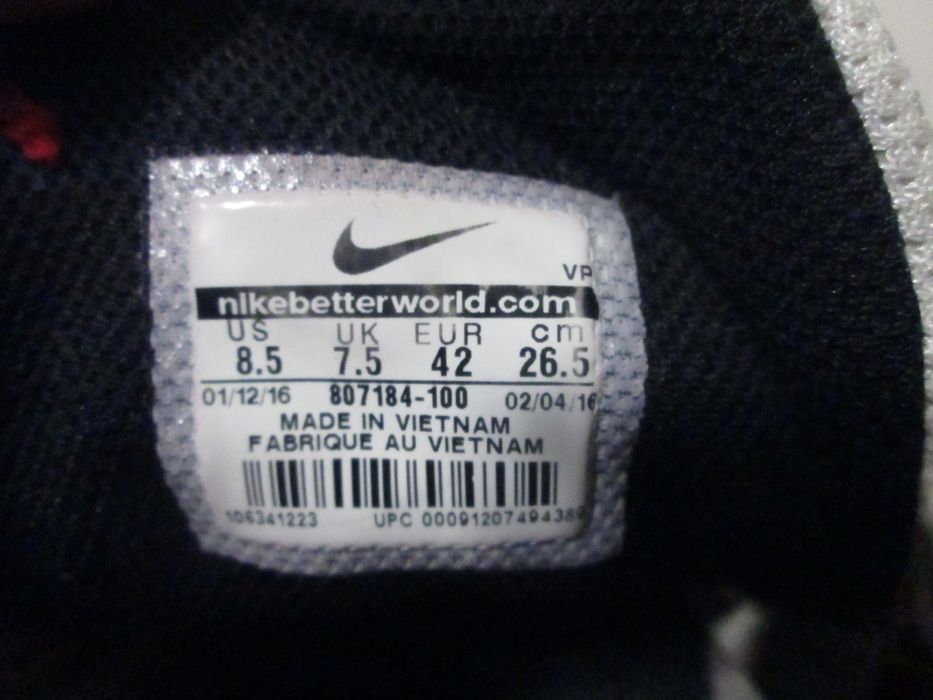 VP
nikebetterworld.com
US UK EUR cm
8.5 7.5 42 26.5
01/12/16 807184-100 02/04/16
MADE IN VIETNAM
FABRIQUE AU VIETNAM
106341223 UPC 00091207494389